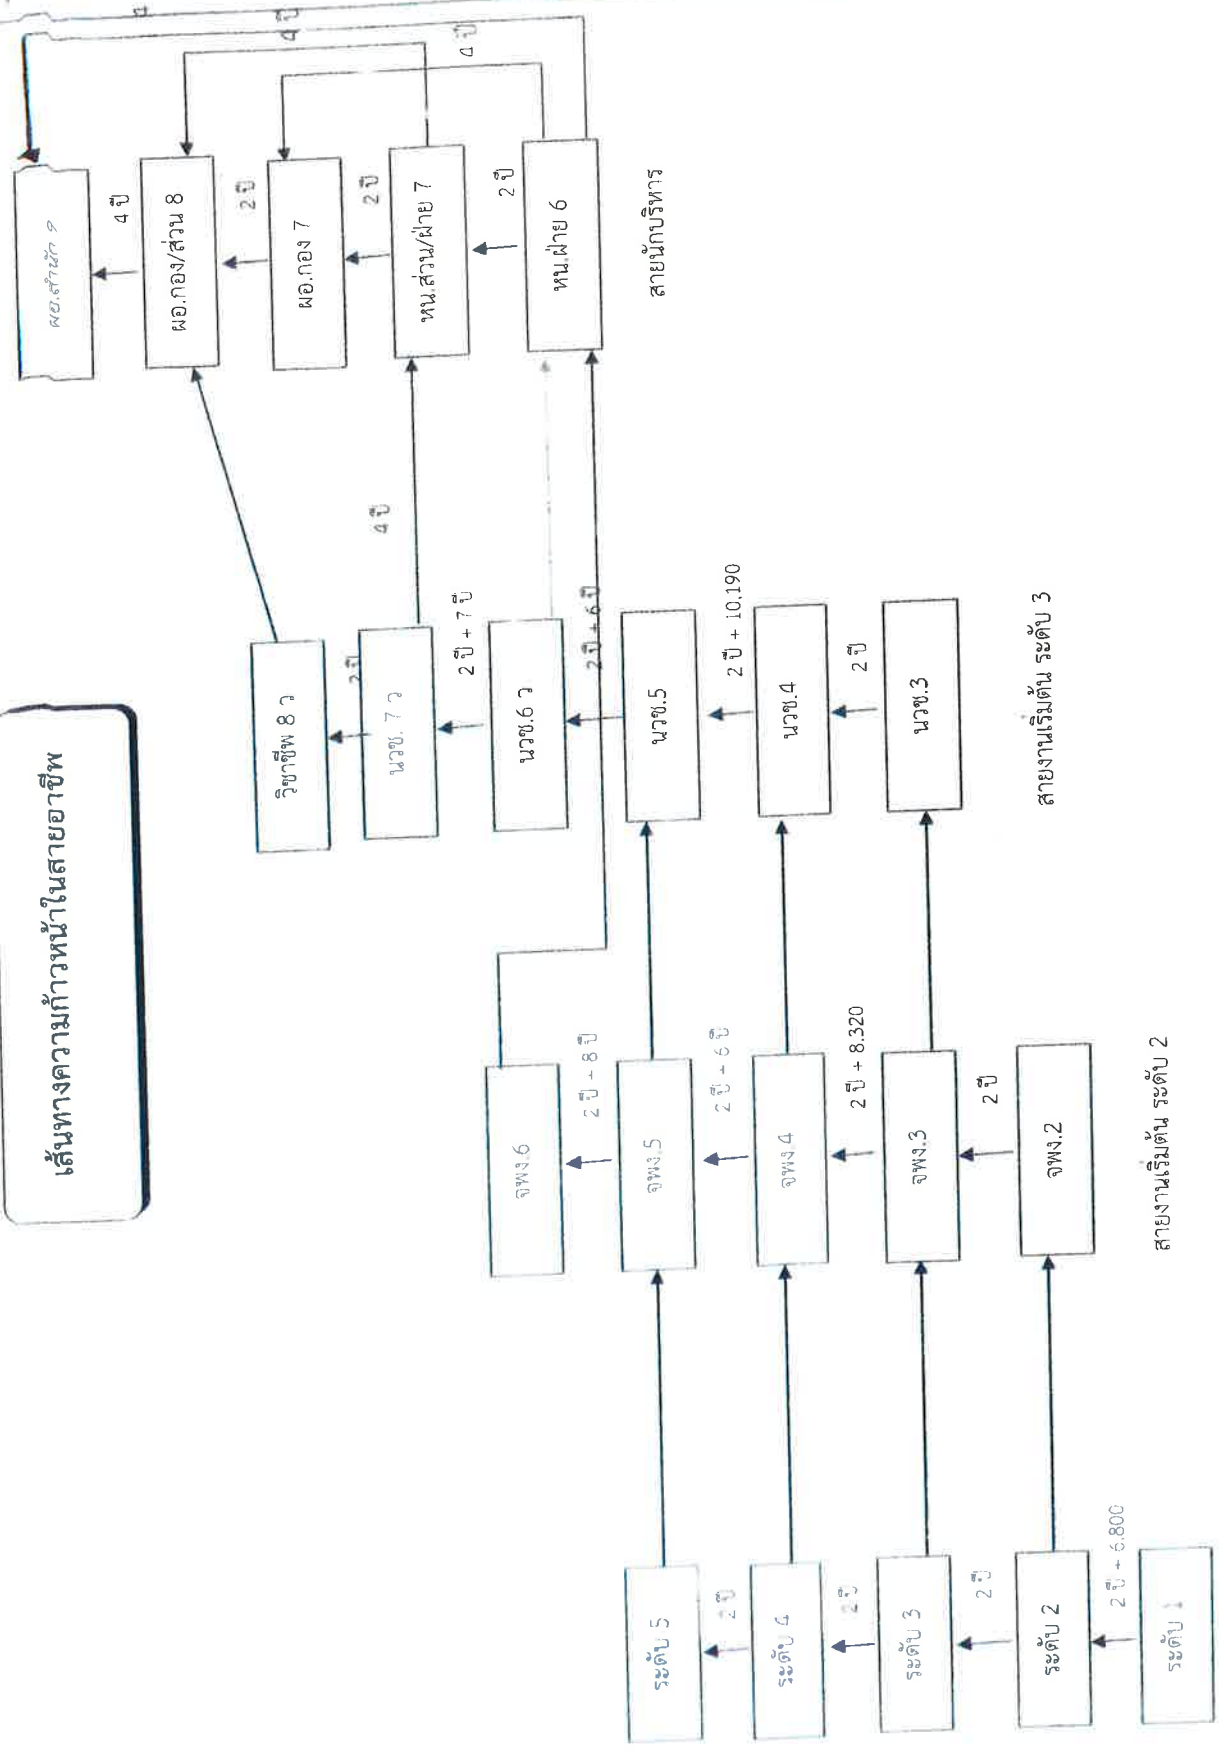 เส้นทางความก้าวหน้าในสายอาชีพ
ระดับ 5
2 ปี
ระดับ 4
2 ปี
ระดับ 3
2 ปี
ระดับ 2
2 ปี + 6.800
ระดับ 1
จพง.6
2 ปี + 8 ปี
จพง.5
2 ปี + 6 ปี
จพง.4
2 ปี + 8.320
จพง.3
2 ปี
จพง.2
สายงานเริ่มต้น ระดับ 2
วิชาชีพ 8 ว
2 ปี
นวช. 7 ว
2 ปี + 7 ปี
นวช.6 ว
2 ปี + 6 ปี
นวช.5
2 ปี + 10.190
นวช.4
2 ปี
นวช.3
สายงานเริ่มต้น ระดับ 3
4 ปี
ผอ.สำนัก 9
4 ปี
ผอ.กอง/ส่วน 8
2 ปี
ผอ.กอง 7
2 ปี
หน.ส่วน/ฝ่าย 7
2 ปี
หน.ฝ่าย 6
สายนักบริหาร
4 ปี
4 ปี